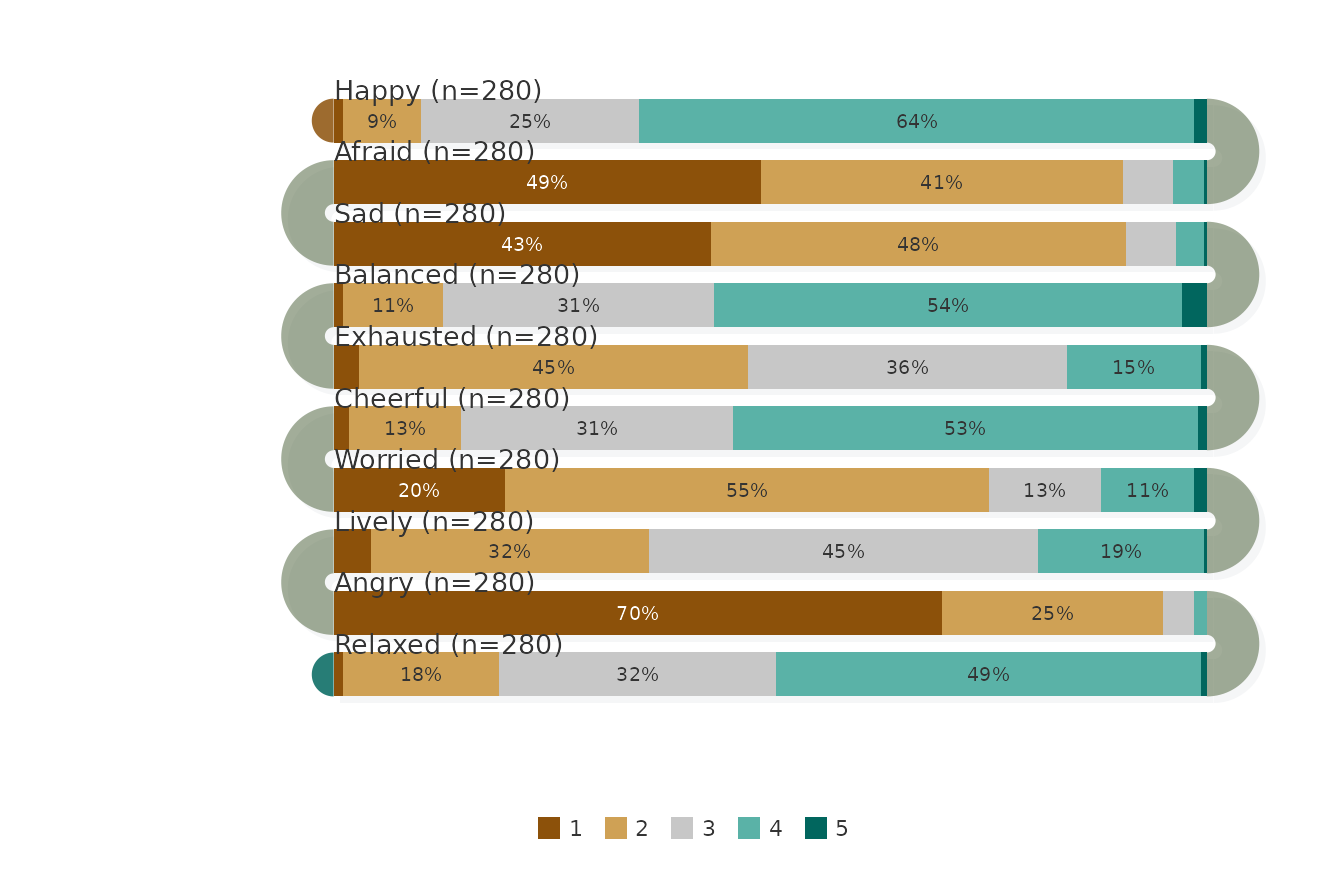 Happy (n=280)
9% 25% 64%
Afraid (n=280)
49% 41%
Sad (n=280)
43% 48%
Balanced (n=280)
11% 31% 54%
Exhausted (n=280)
45% 36% 15%
Cheerful (n=280)
13% 31% 53%
Worried (n=280)
20% 55% 13% 11%
Lively (n=280)
32% 45% 19%
Angry (n=280)
70% 25%
Relaxed (n=280)
18% 32% 49%
1 2 3 4 5